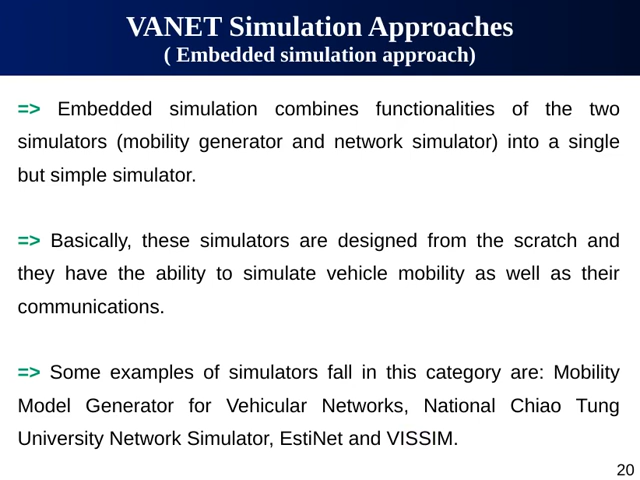 VANET Simulation Approaches
( Embedded simulation approach)
=> Embedded simulation combines functionalities of the two
simulators (mobility generator and network simulator) into a single
but simple simulator.
=> Basically, these simulators are designed from the scratch and
they have the ability to simulate vehicle mobility as well as their
communications.
=> Some examples of simulators fall in this category are: Mobility
Model Generator for Vehicular Networks, National Chiao Tung
University Network Simulator, EstiNet and VISSIM.
20